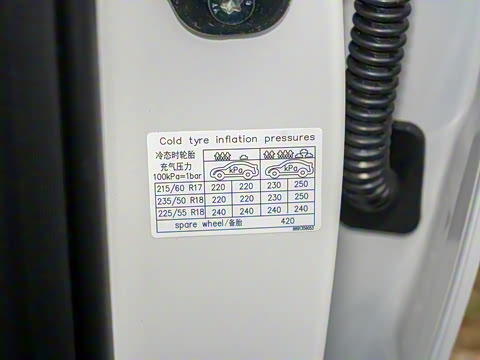 Cold tyre inflation pressures
冷态时轮胎
充气压力
100kPa=1bar kPa kPa
215/60 R17 220 220 230 250
235/50 R18 220 220 230 250
225/55 R18 240 240 240 240
spare wheel/备胎 420